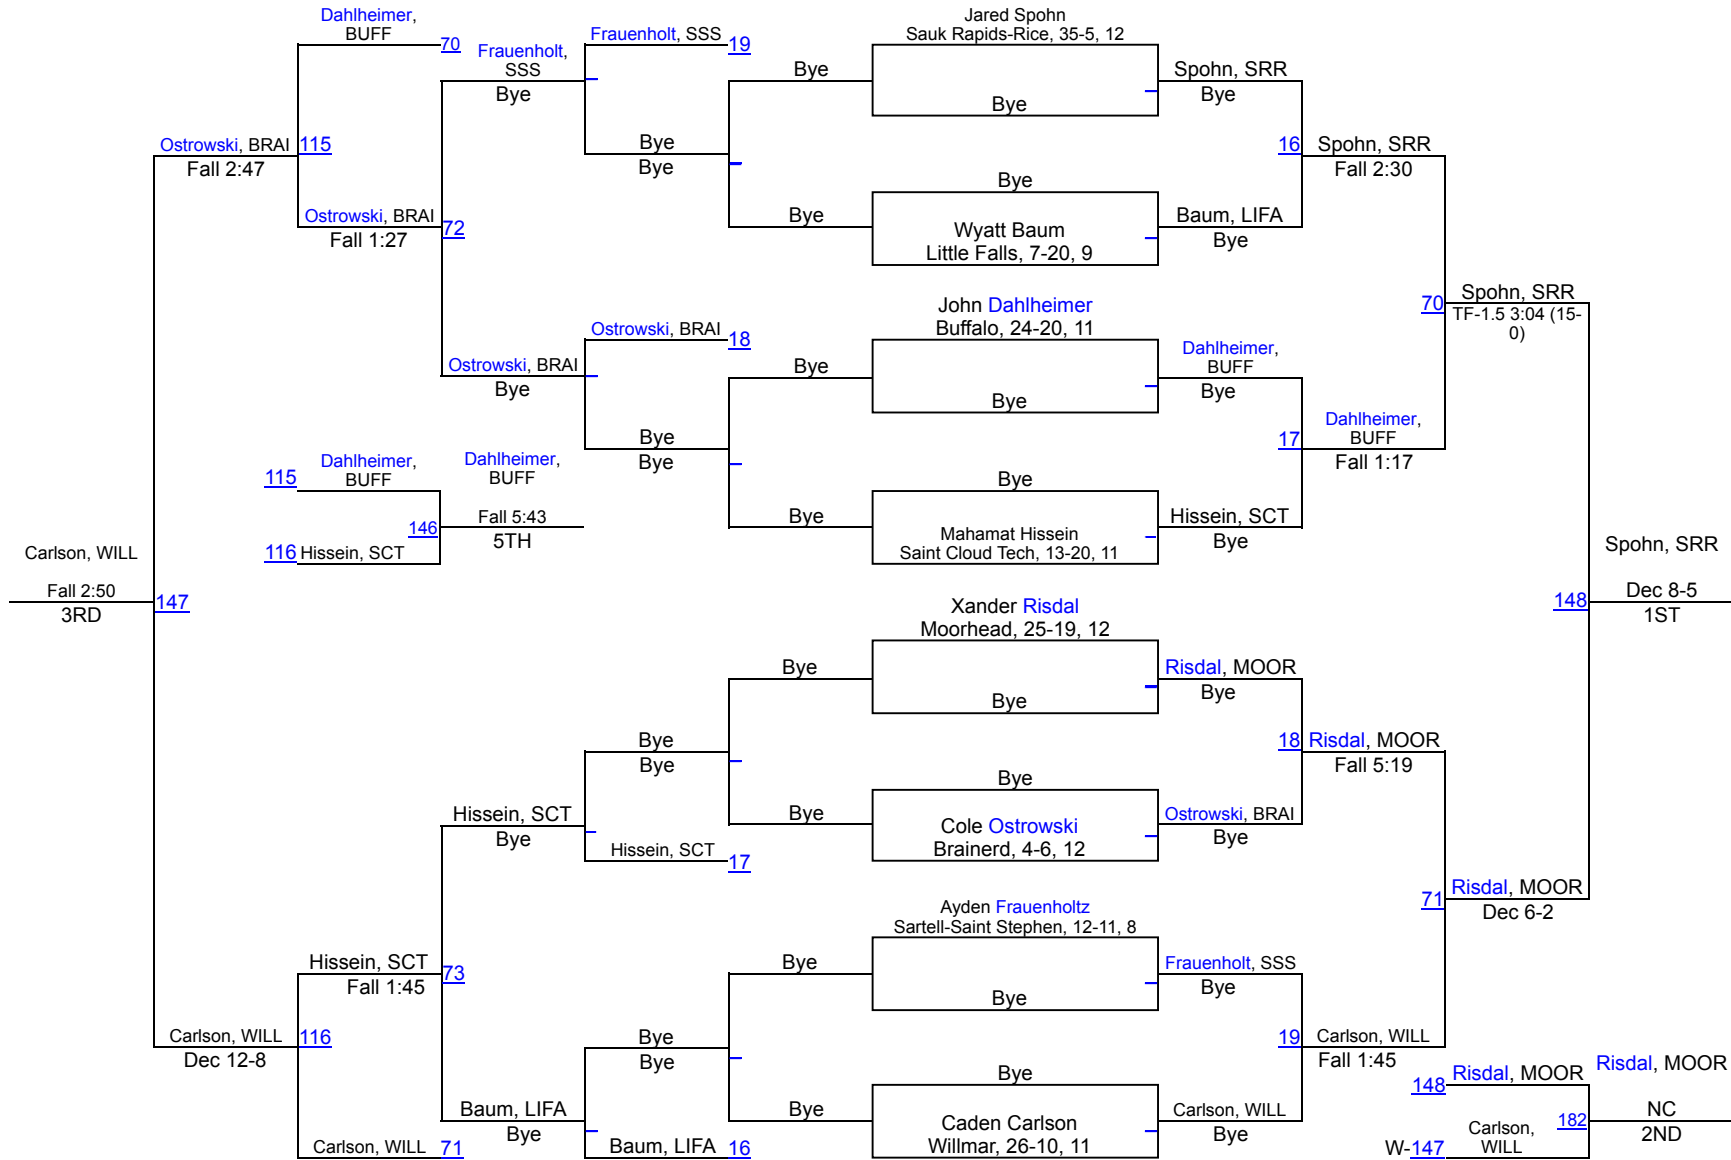 Dahlheimer,
BUFF
70
Frauenholt,
SSS
Bye
Frauenholt, SSS
19
Jared Spohn
Sauk Rapids-Rice, 35-5, 12
Bye
Bye
Spohn, SRR
Bye
Ostrowski, BRAI
Fall 2:47
115
Bye
Bye
16
Spohn, SRR
Fall 2:30
Ostrowski, BRAI
Fall 1:27
72
Bye
Bye
Wyatt Baum
Little Falls, 7-20, 9
Baum, LIFA
Bye
70
Spohn, SRR
TF-1.5 3:04 (15-
0)
Ostrowski, BRAI
Bye
Ostrowski, BRAI
18
John Dahlheimer
Buffalo, 24-20, 11
Bye
Bye
Dahlheimer,
BUFF
Bye
Bye
Bye
17
Dahlheimer,
BUFF
Fall 1:17
115
Dahlheimer,
BUFF
Dahlheimer,
BUFF
146
Fall 5:43
5TH
116
Hissein, SCT
Bye
Bye
Mahamat Hissein
Saint Cloud Tech, 13-20, 11
Hissein, SCT
Bye
Carlson, WILL
Fall 2:50
3RD
147
148
Spohn, SRR
Dec 8-5
1ST
Xander Risdal
Moorhead, 25-19, 12
Bye
Bye
Risdal, MOOR
Bye
Bye
Bye
18
Risdal, MOOR
Fall 5:19
Hissein, SCT
Bye
Hissein, SCT
17
Bye
Bye
Cole Ostrowski
Brainerd, 4-6, 12
Ostrowski, BRAI
Bye
71
Risdal, MOOR
Dec 6-2
Hissein, SCT
Fall 1:45
73
Ayden Frauenholtz
Sartell-Saint Stephen, 12-11, 8
Bye
Bye
Frauenholt, SSS
Bye
Carlson, WILL
Dec 12-8
116
Bye
Bye
19
Carlson, WILL
Fall 1:45
Baum, LIFA
Bye
Bye
Bye
Caden Carlson
Willmar, 26-10, 11
Carlson, WILL
Bye
Carlson, WILL
71
Baum, LIFA
16
148
Risdal, MOOR
Risdal, MOOR
182
NC
2ND
W-147
Carlson,
WILL